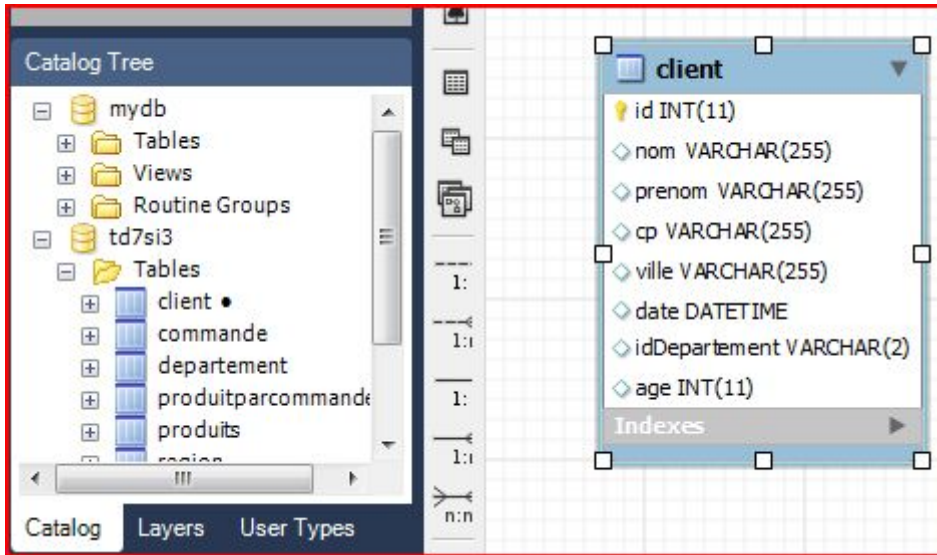 Catalog Tree
mydb
Tables
Views
Routine Groups
td7si3
Tables
client
commande
departement
produitparcommande
produits
region
Catalog Layers User Types
1:
1:
1:
1:
n:n
client
id INT(11)
nom VARCHAR(255)
prenom VARCHAR(255)
cp VARCHAR(255)
ville VARCHAR(255)
date DATETIME
idDepartement VARCHAR(2)
age INT(11)
Indexes